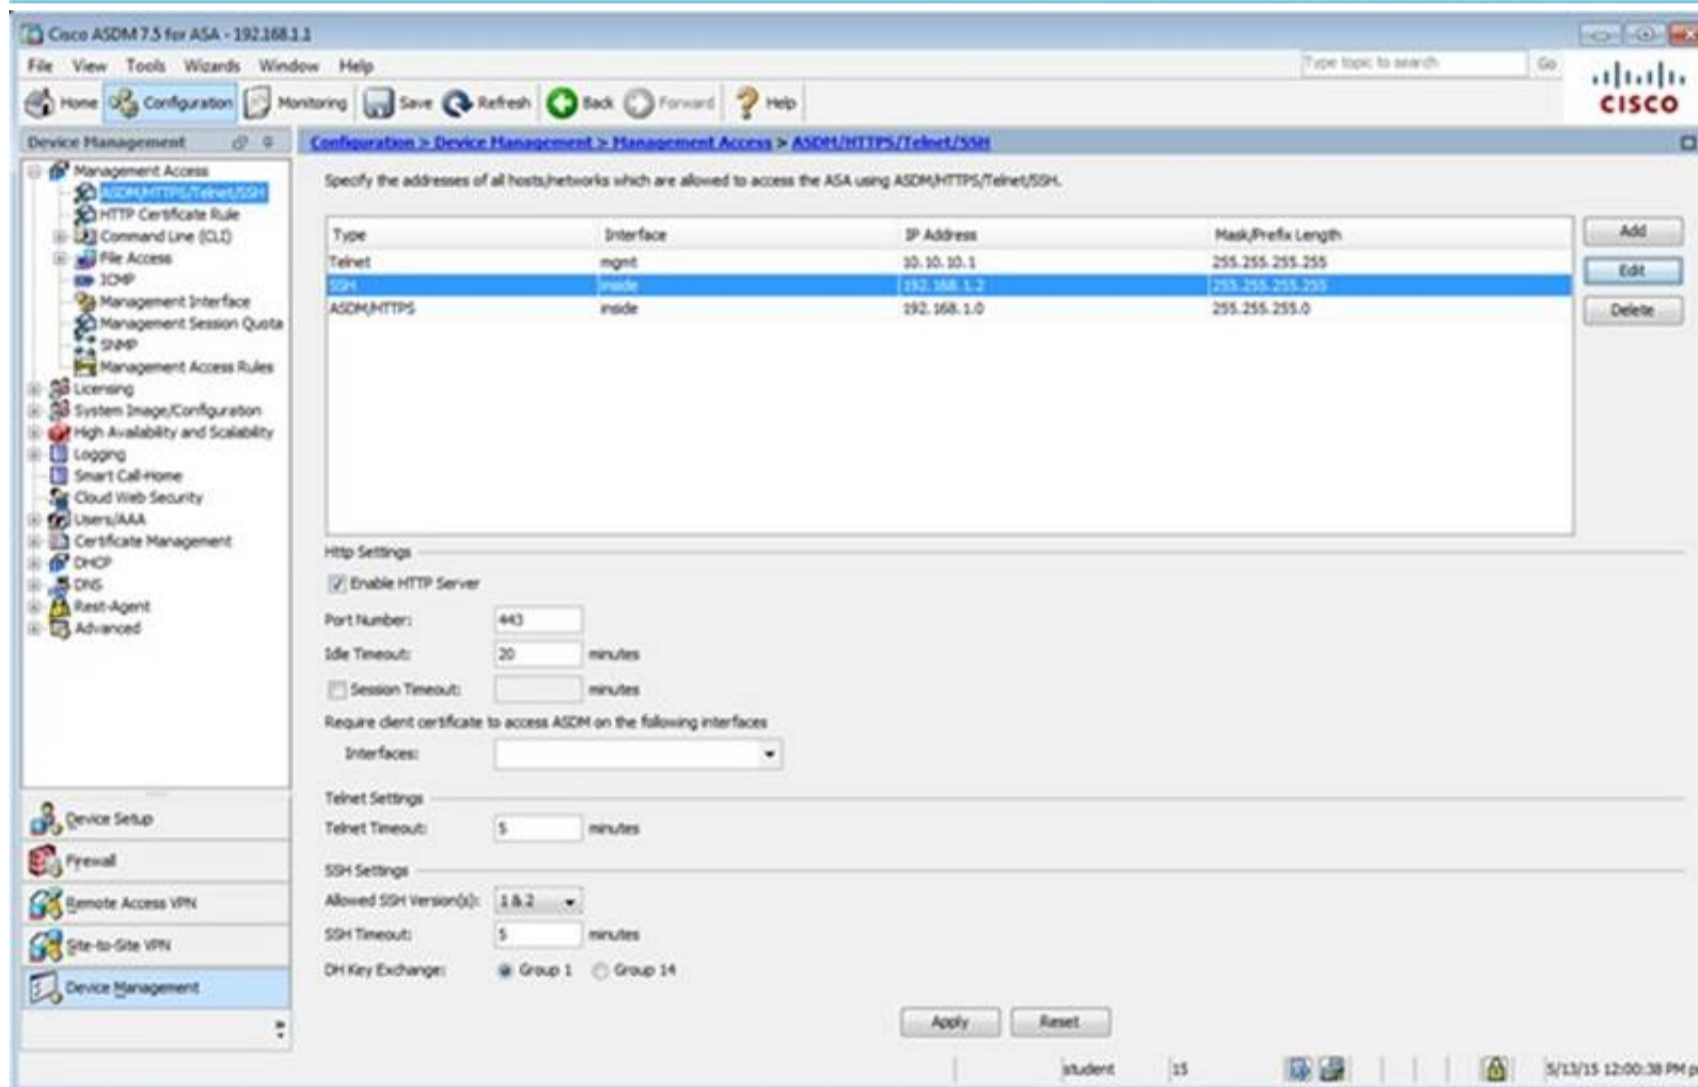 Cisco ASDM 7.5 for ASA - 192.168.1.1
File View Tools Wizards Window Help
Type topic to search Go
Home Configuration Monitoring Save Refresh Back Forward Help
CISCO
Device Management
Configuration > Device Management > Management Access > ASDM/HTTPS/Telnet/SSH
Management Access
ASDM/HTTPS/Telnet/SSH
HTTP Certificate Rule
Command Line (CLI)
File Access
ICMP
Management Interface
Management Session Quota
SNMP
Management Access Rules
Licensing
System Image/Configuration
High Availability and Scalability
Logging
Smart Call-Home
Cloud Web Security
Users/AAA
Certificate Management
DHCP
DNS
Rest-Agent
Advanced
Device Setup
Firewall
Remote Access VPN
Site-to-Site VPN
Device Management
Specify the addresses of all hosts/networks which are allowed to access the ASA using ASDM/HTTPS/Telnet/SSH.
Type Interface IP Address Mask/Prefix Length
Telnet mgmt 10.10.10.1 255.255.255.255
SSH inside 192.168.1.2 255.255.255.255
ASDM/HTTPS inside 192.168.1.0 255.255.255.0
Add
Edit
Delete
Http Settings
Enable HTTP Server
Port Number: 443
Idle Timeout: 20 minutes
Session Timeout: minutes
Require client certificate to access ASDM on the following interfaces
Interfaces:
Telnet Settings
Telnet Timeout: 5 minutes
SSH Settings
Allowed SSH Version(s): 1 & 2
SSH Timeout: 5 minutes
DH Key Exchange: Group 1 Group 14
Apply Reset
student 15 5/13/15 12:00:38 PM